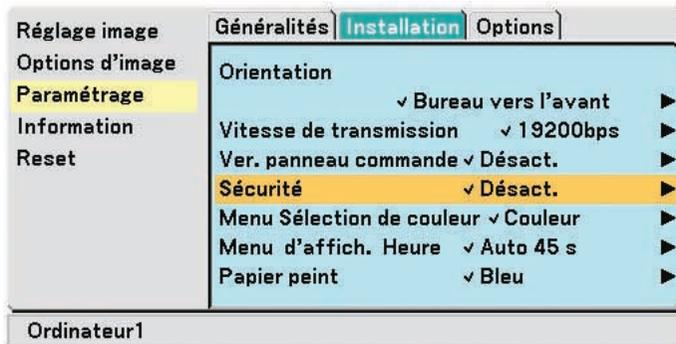 Réglage image
Options d'image
Paramétrage
Information
Reset
Généralités Installation Options
Orientation
✓ Bureau vers l'avant ▶
Vitesse de transmission ✓ 19200bps ▶
Ver. panneau commande ✓ Désact. ▶
Sécurité ✓ Désact. ▶
Menu Sélection de couleur ✓ Couleur ▶
Menu d'affich. Heure ✓ Auto 45 s ▶
Papier peint ✓ Bleu ▶
Ordinateur1